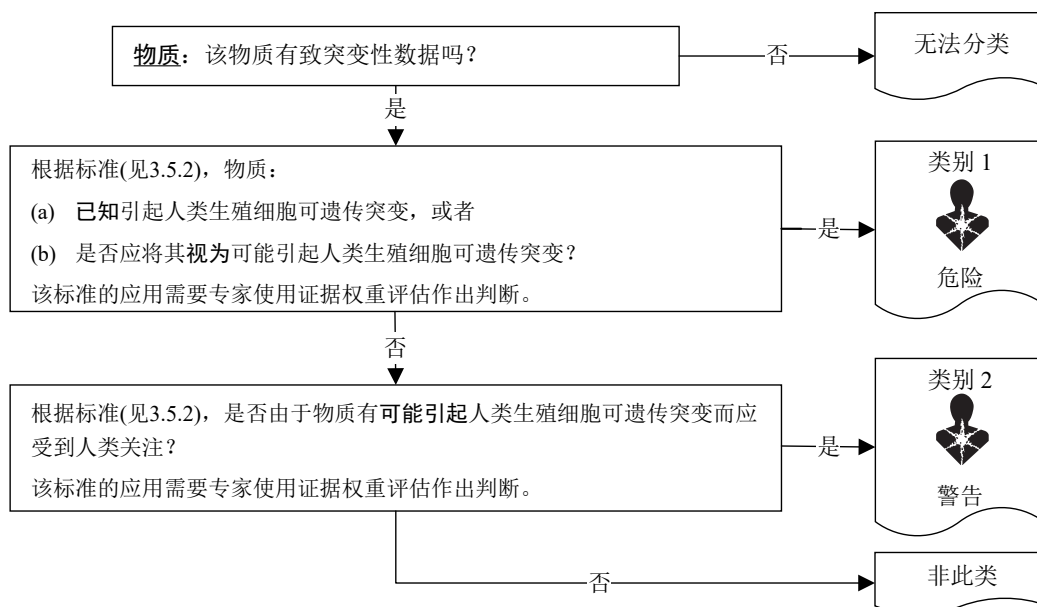 物质：该物质有致突变性数据吗？
否
无法分类
是
根据标准(见3.5.2)，物质：
(a) 已知引起人类生殖细胞可遗传突变，或者
(b) 是否应将其视为可能引起人类生殖细胞可遗传突变？
该标准的应用需要专家使用证据权重评估作出判断。
是
类别 1
危险
否
根据标准(见3.5.2)，是否由于物质有可能引起人类生殖细胞可遗传突变而应
受到人类关注？
该标准的应用需要专家使用证据权重评估作出判断。
是
类别 2
警告
否
非此类